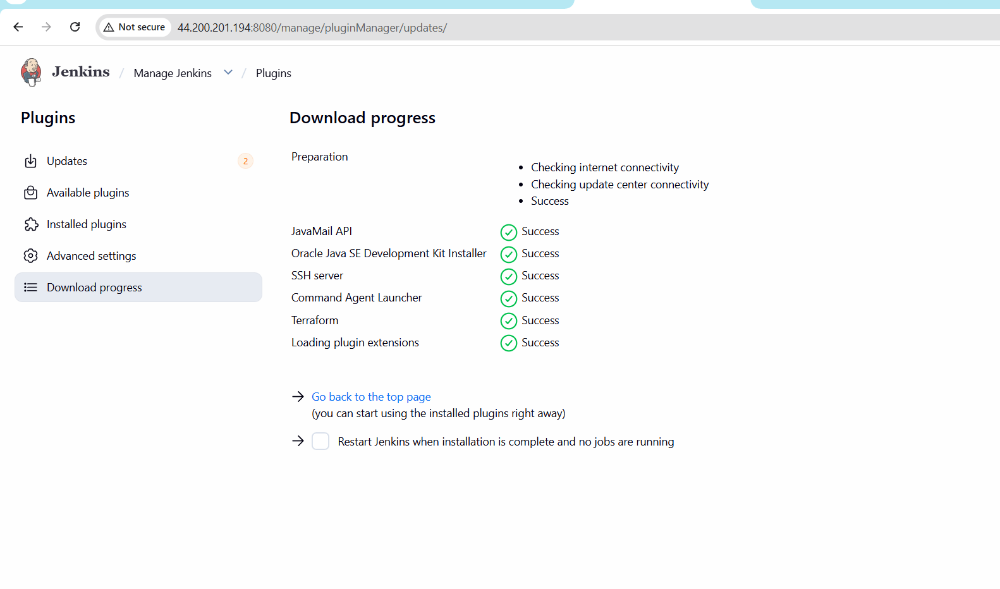 Not secure 44.200.201.194:8080/manage/pluginManager/updates/
Jenkins / Manage Jenkins / Plugins
Plugins
Updates 2
Available plugins
Installed plugins
Advanced settings
Download progress
Download progress
Preparation
Checking internet connectivity
Checking update center connectivity
Success
JavaMail API Success
Oracle Java SE Development Kit Installer Success
SSH server Success
Command Agent Launcher Success
Terraform Success
Loading plugin extensions Success
Go back to the top page
(you can start using the installed plugins right away)
Restart Jenkins when installation is complete and no jobs are running